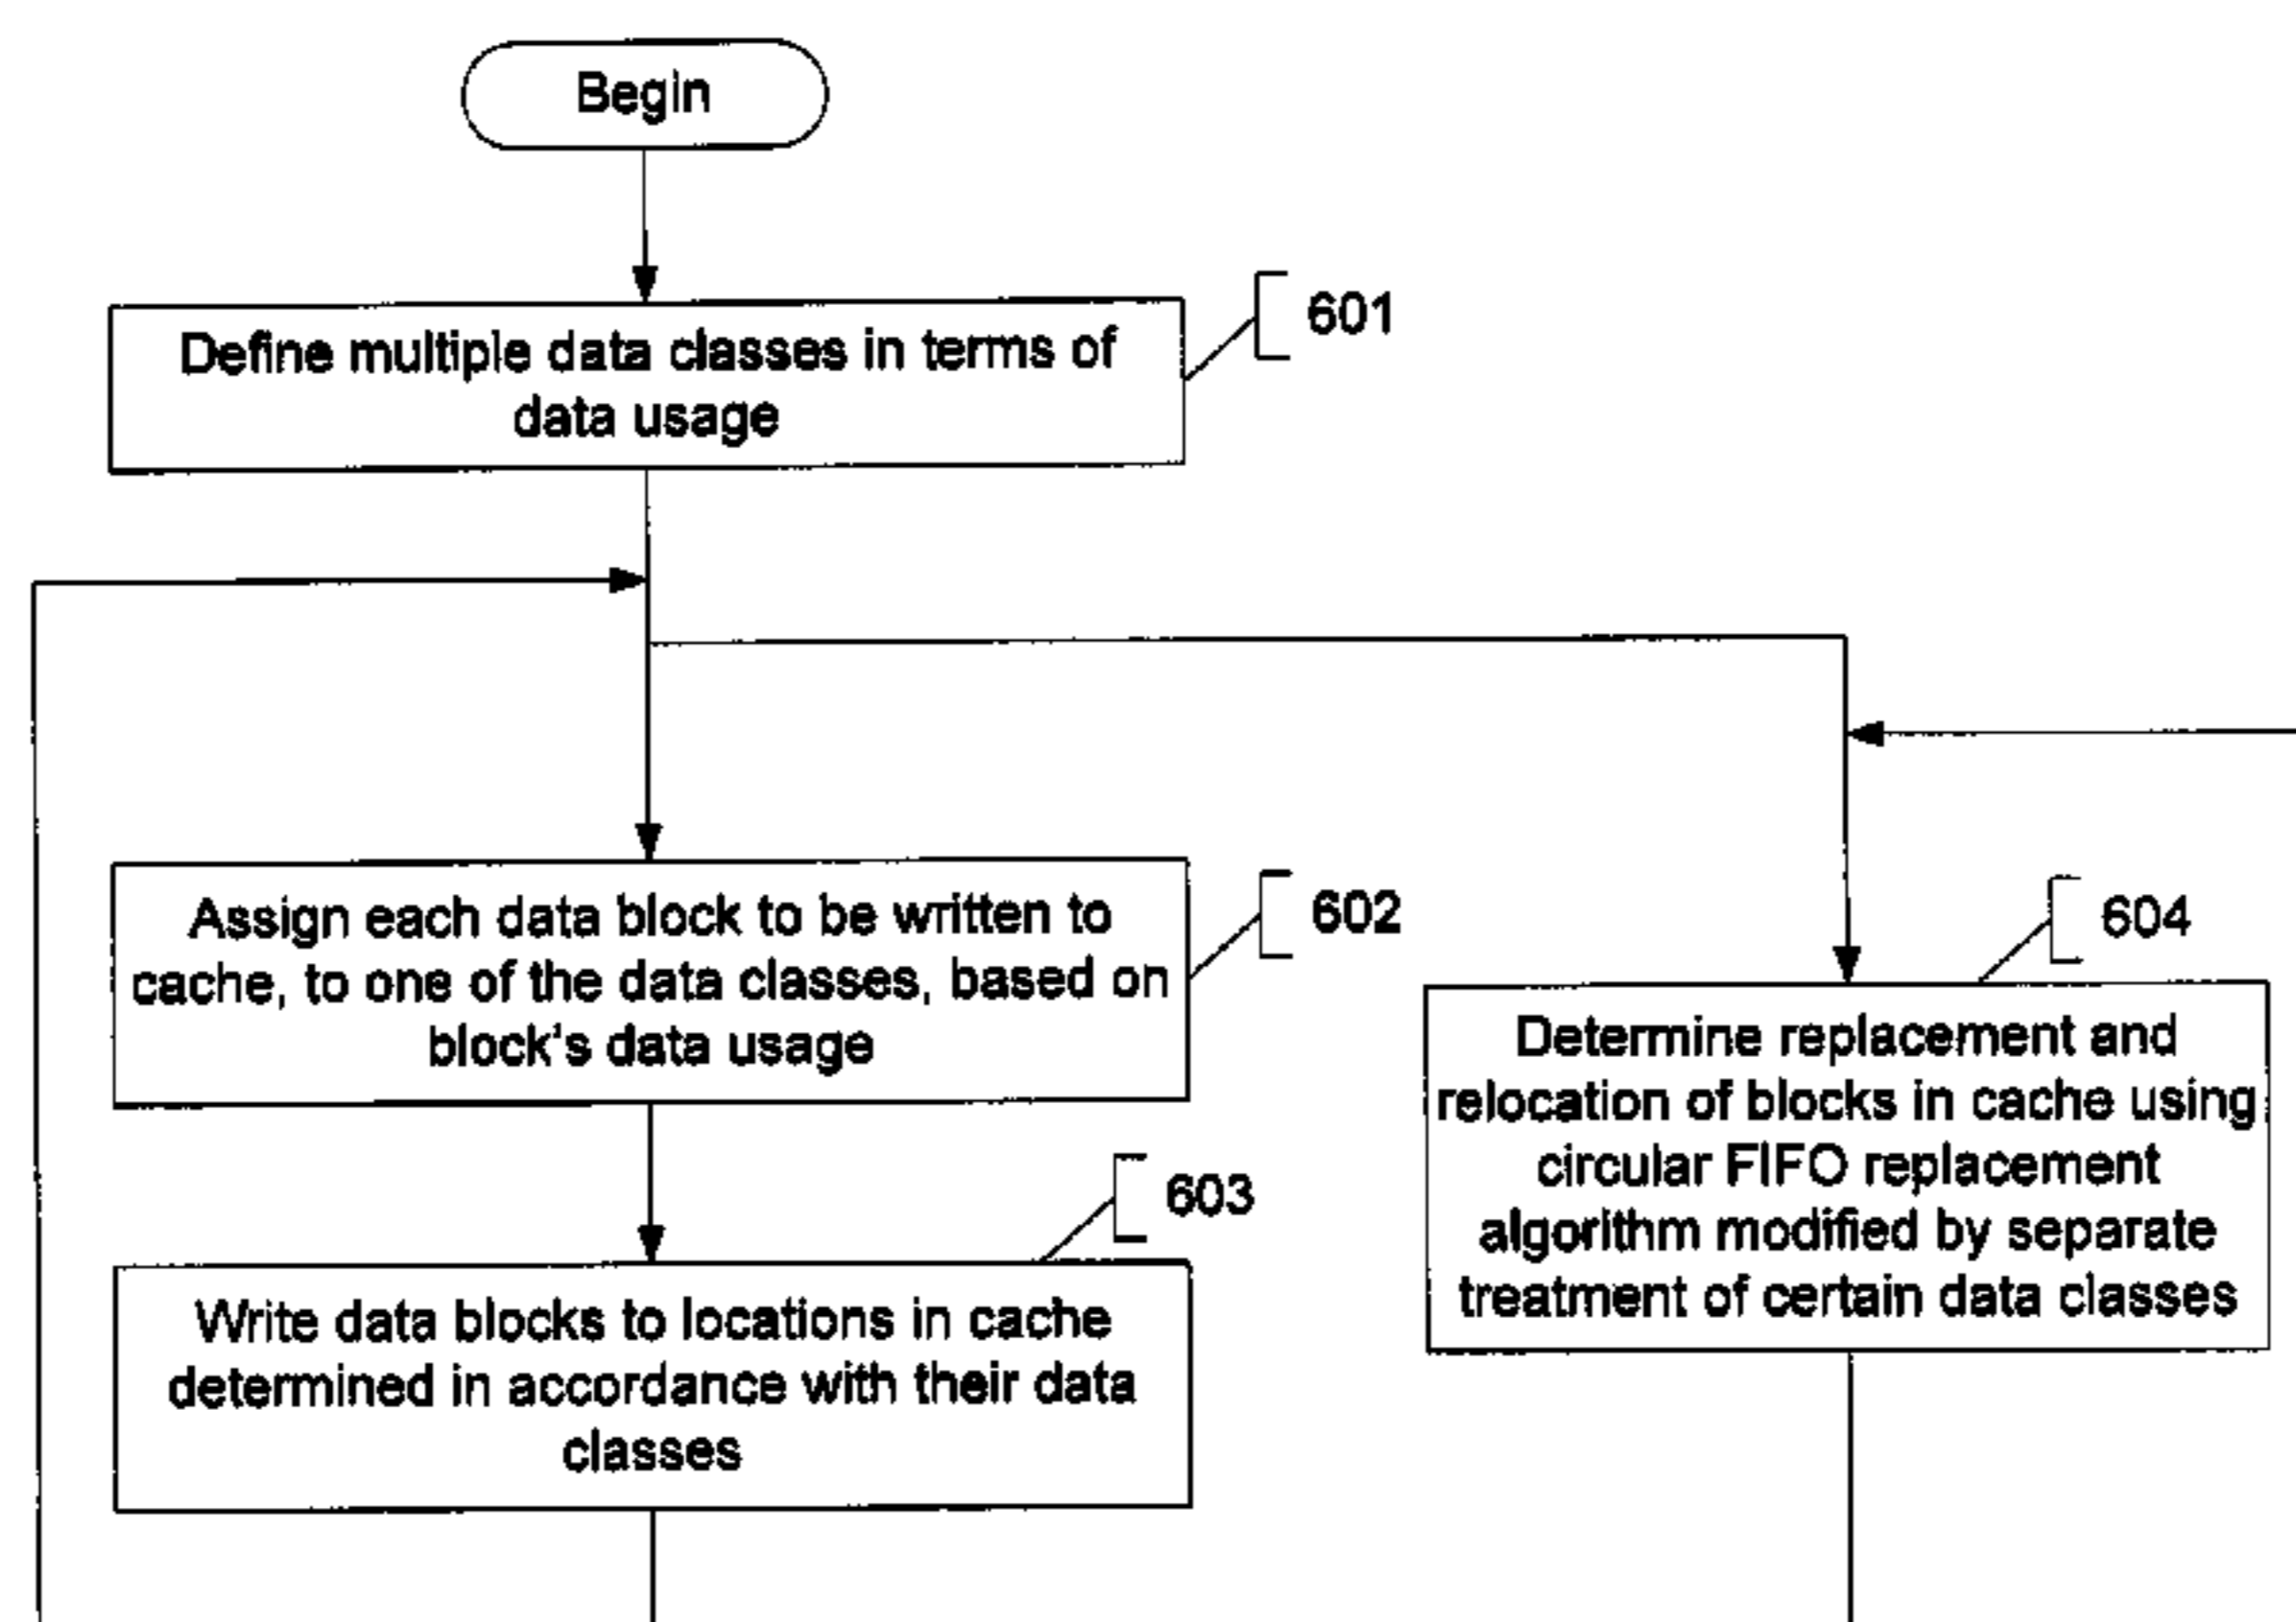 Begin
601
Define multiple data classes in terms of
data usage
602
Assign each data block to be written to
cache, to one of the data classes, based on
block's data usage
603
Write data blocks to locations in cache
determined in accordance with their data
classes
604
Determine replacement and
relocation of blocks in cache using
circular FIFO replacement
algorithm modified by separate
treatment of certain data classes